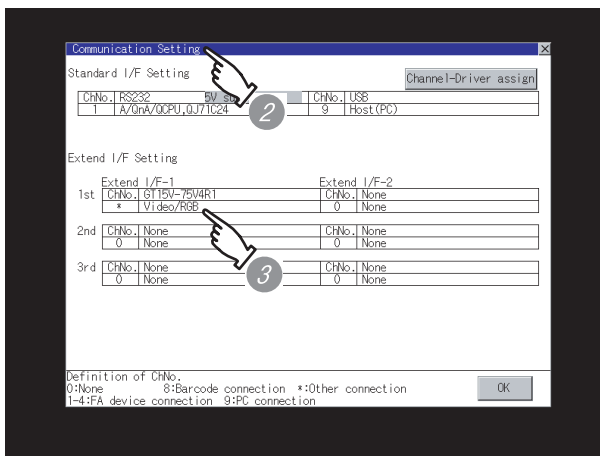 Communication Setting
Standard I/F Setting
Channel-Driver assign
ChNo. RS232 5V ChNo. USB
1 A/QnA/QCPU,QJ71C24 9 Host(PC)
2
Extend I/F Setting
Extend I/F-1 Extend I/F-2
1st ChNo. GT15V-75V4R1 ChNo. None
* Video/RGB 0 None
2nd ChNo. None ChNo. None
0 None 0 None
3rd ChNo. None ChNo. None
0 None 0 None
3
Definition of ChNo.
0:None 8:Barcode connection *:Other connection
1-4:FA device connection 9:PC connection
OK